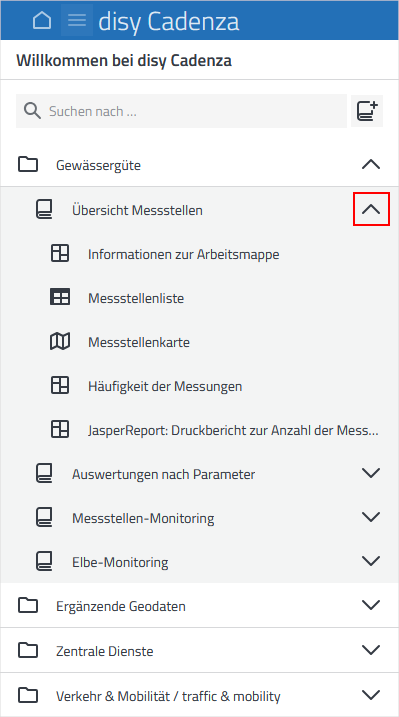 disy Cadenza
Willkommen bei disy Cadenza
Suchen nach ...
Gewässergüte
Übersicht Messstellen
Informationen zur Arbeitsmappe
Messstellenliste
Messstellenkarte
Häufigkeit der Messungen
JasperReport: Druckbericht zur Anzahl der Mess...
Auswertungen nach Parameter
Messstellen-Monitoring
Elbe-Monitoring
Ergänzende Geodaten
Zentrale Dienste
Verkehr & Mobilität / traffic & mobility